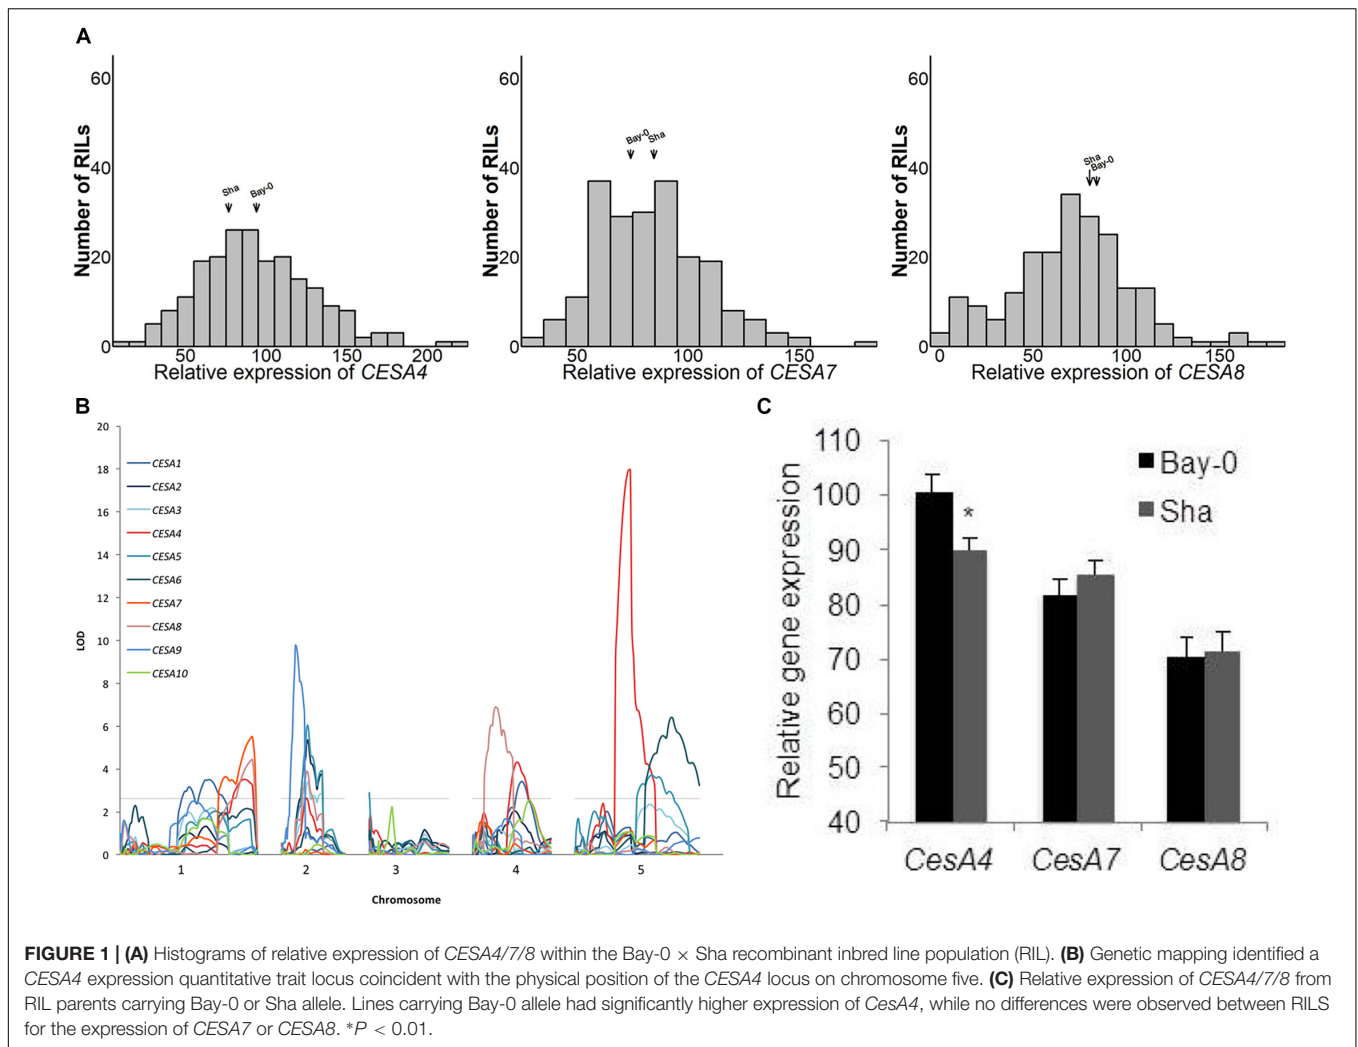 A
Number of RILs
60
40
20
0
Sha
Bay-0
50
100
150
200
Relative expression of CESA4
Number of RILs
60
40
20
0
Bay-0
Sha
50
100
150
Relative expression of CESA7
Number of RILs
60
40
20
0
Sha
Bay-0
0
50
100
150
Relative expression of CESA8
B
20
18
16
14
12
10
8
6
4
2
0
LOD
CESA1
CESA2
CESA3
CESA4
CESA5
CESA6
CESA7
CESA8
CESA9
CESA10
1
2
3
4
5
Chromosome
C
110
100
90
80
70
60
50
40
Relative gene expression
Bay-0
Sha
*
CesA4
CesA7
CesA8
FIGURE 1 | (A) Histograms of relative expression of CESA4/7/8 within the Bay-0 × Sha recombinant inbred line population (RIL). (B) Genetic mapping identified a
CESA4 expression quantitative trait locus coincident with the physical position of the CESA4 locus on chromosome five. (C) Relative expression of CESA4/7/8 from
RIL parents carrying Bay-0 or Sha allele. Lines carrying Bay-0 allele had significantly higher expression of CesA4, while no differences were observed between RILS
for the expression of CESA7 or CESA8. *P < 0.01.